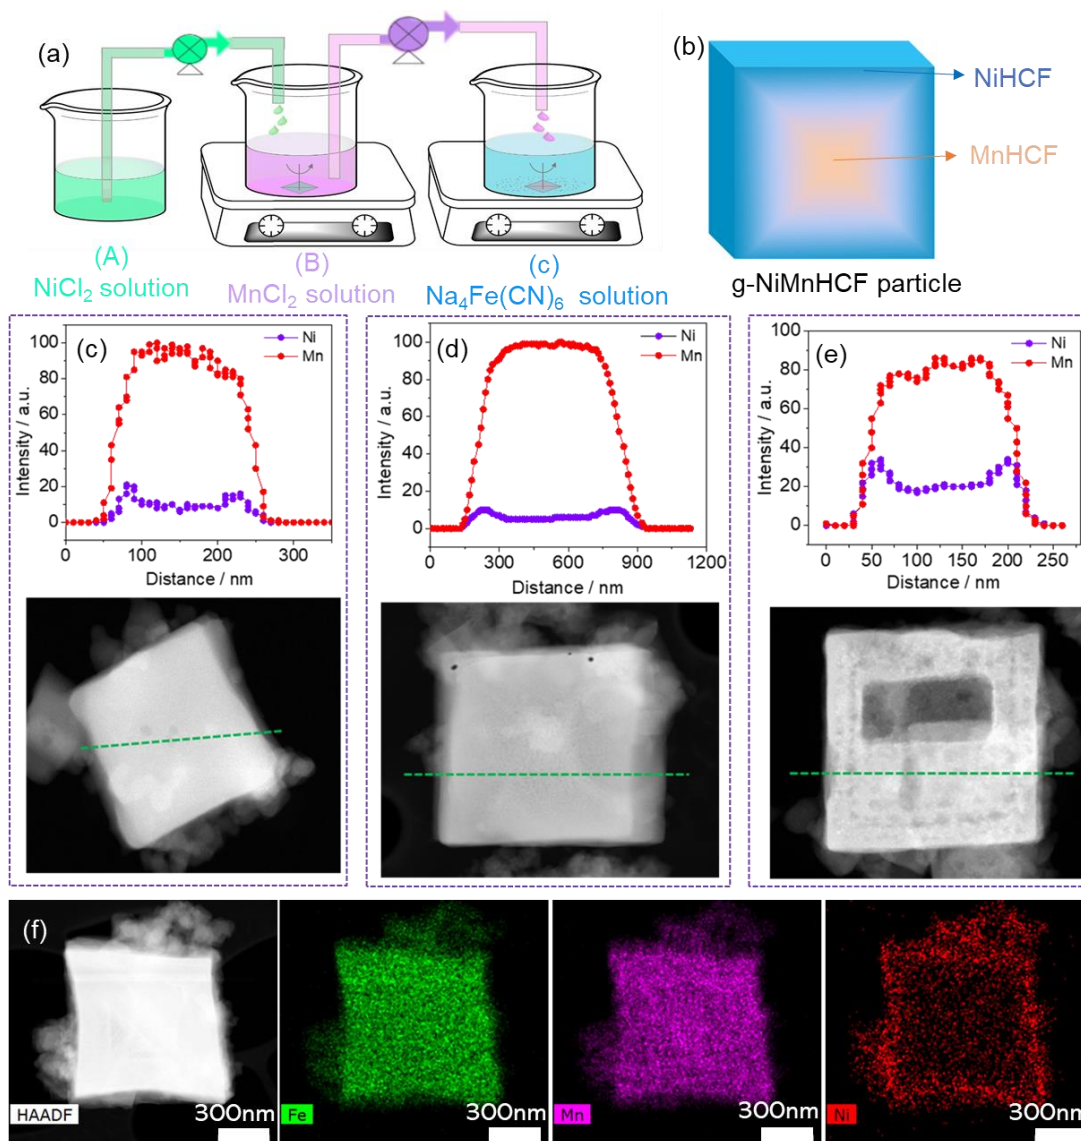 (a)
(b)
NiHCF
MnHCF
(A)
NiCl₂ solution
(B)
MnCl₂ solution
(c)
Na₄Fe(CN)₆ solution
g-NiMnHCF particle
(c)
Ni
Mn
Intensity / a.u.
100
80
60
40
20
0
0 100 200 300
Distance / nm
(d)
Ni
Mn
Intensity / a.u.
100
80
60
40
20
0
0 300 600 900 1200
Distance / nm
(e)
Ni
Mn
Intensity / a.u.
100
80
60
40
20
0
0 50 100 150 200 250
Distance / nm
(f)
HAADF
300nm
Fe
300nm
Mn
300nm
Ni
300nm